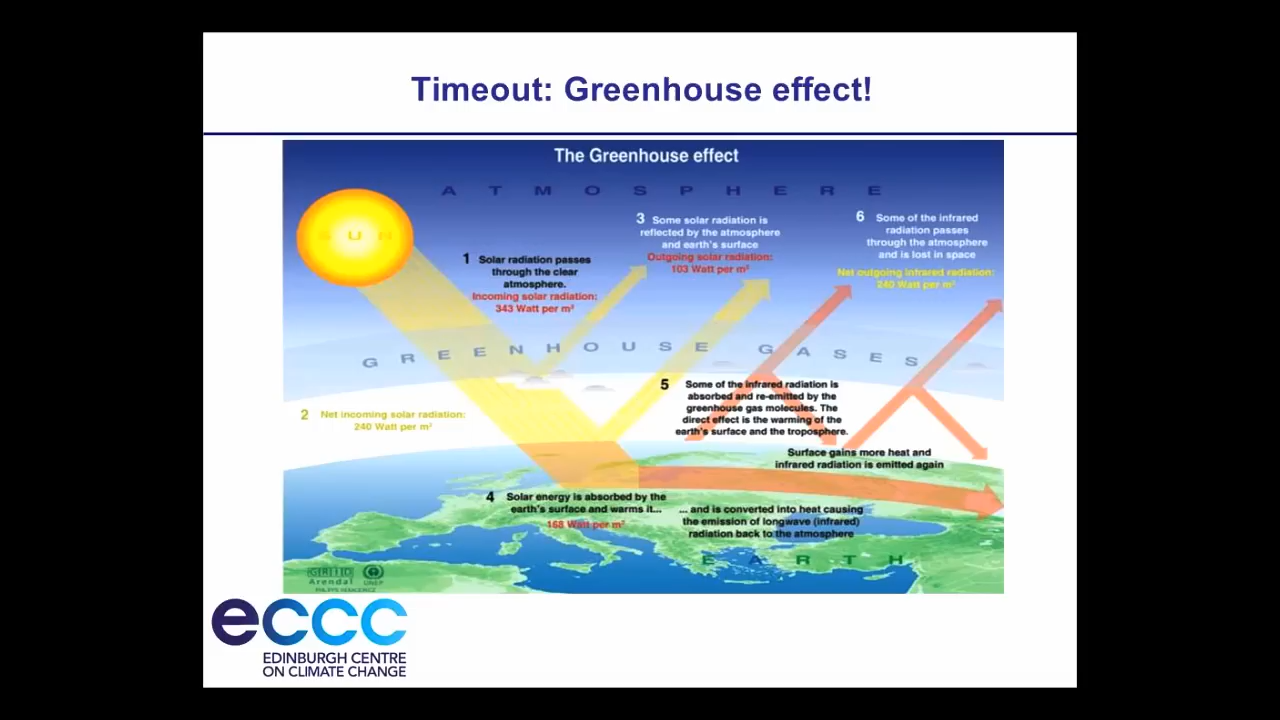 Timeout: Greenhouse effect!
The Greenhouse effect
ATMOSPHERE
SUN
1 Solar radiation passes
through the clear
atmosphere.
Incoming solar radiation:
343 Watt per m²
3 Some solar radiation is
reflected by the atmosphere
and earth's surface
Outgoing solar radiation:
103 Watt per m²
6 Some of the infrared
radiation passes
through the atmosphere
and is lost in space
Net outgoing infrared radiation:
240 Watt per m²
GREENHOUSE GASES
2 Net incoming solar radiation:
240 Watt per m²
5 Some of the infrared radiation is
absorbed and re-emitted by the
greenhouse gas molecules. The
direct effect is the warming of the
earth's surface and the troposphere.
Surface gains more heat and
infrared radiation is emitted again
4 Solar energy is absorbed by the
earth's surface and warms it...
168 Watt per m²
... and is converted into heat causing
the emission of longwave (infrared)
radiation back to the atmosphere
EARTH
GRID
Arendal UNEP
eccc
EDINBURGH CENTRE
ON CLIMATE CHANGE